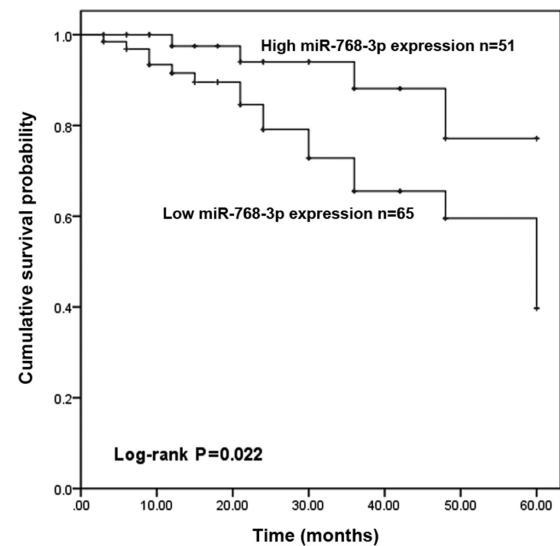 Cumulative survival probability
1.0
0.8
0.6
0.4
0.2
0.0
High miR-768-3p expression n=51
Low miR-768-3p expression n=65
Log-rank P=0.022
.00 10.00 20.00 30.00 40.00 50.00 60.00
Time (months)